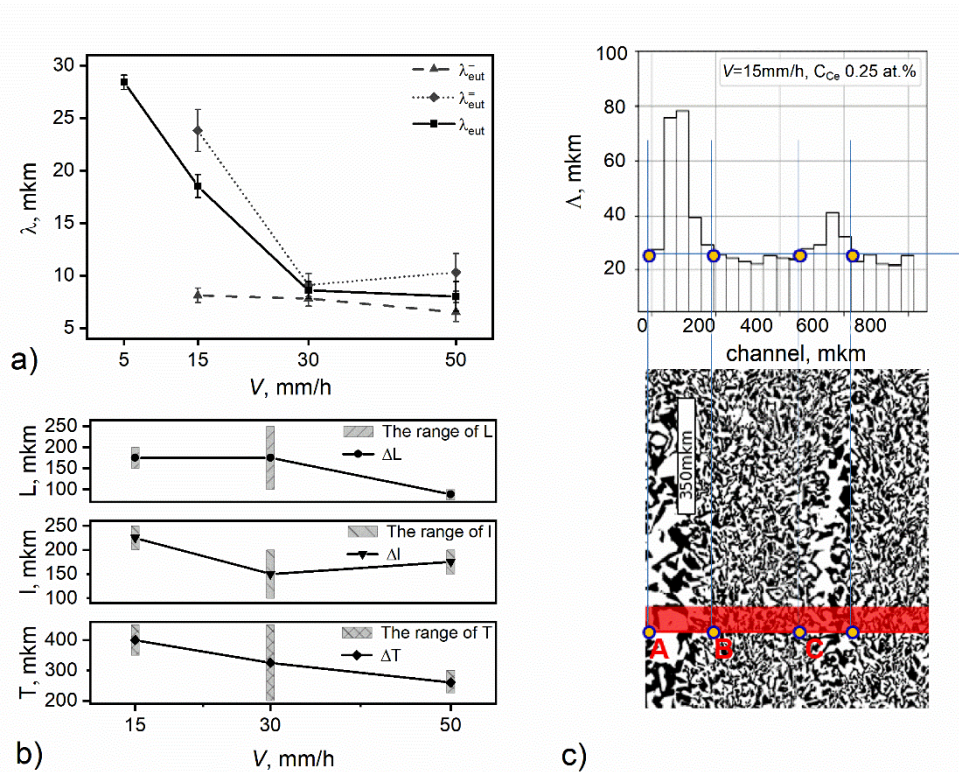 30
25
20
15
10
5
λ, mkm
λ⁻eut
λ⁼eut
λeut
5 15 30 50
V, mm/h
a)
250
200
150
100
L, mkm
The range of L
ΔL
250
200
150
100
I, mkm
The range of I
ΔI
400
300
200
T, mkm
The range of T
ΔT
15 30 50
V, mm/h
b)
100
80
60
40
20
Λ, mkm
V=15mm/h, CCe 0.25 at.%
0 200 400 600 800
channel, mkm
350mkm
A B C
c)